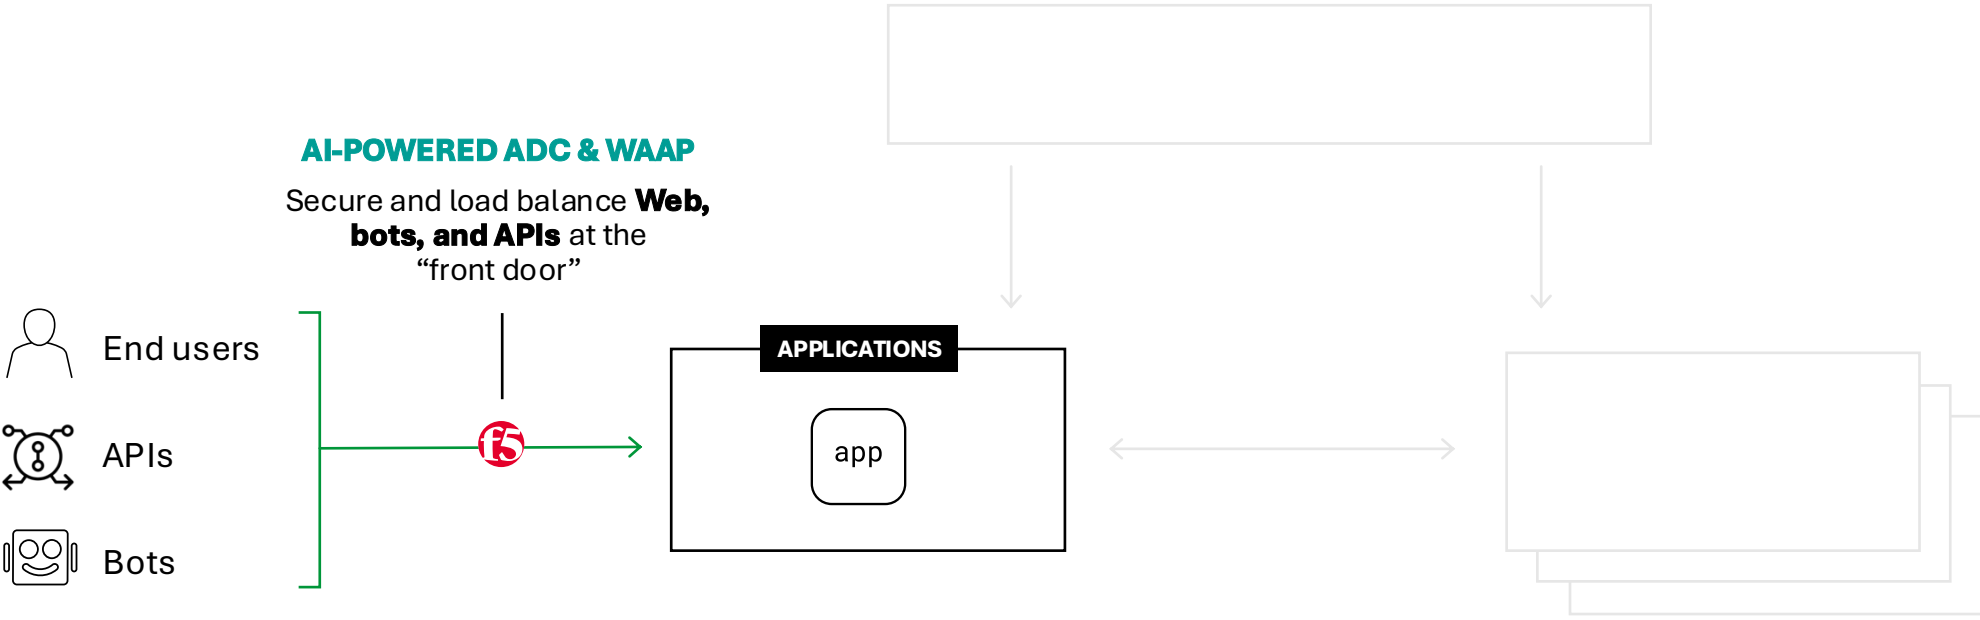 AI-POWERED ADC & WAAP
Secure and load balance Web,
bots, and APIs at the
“front door”
End users
APIs
Bots
f5
APPLICATIONS
app